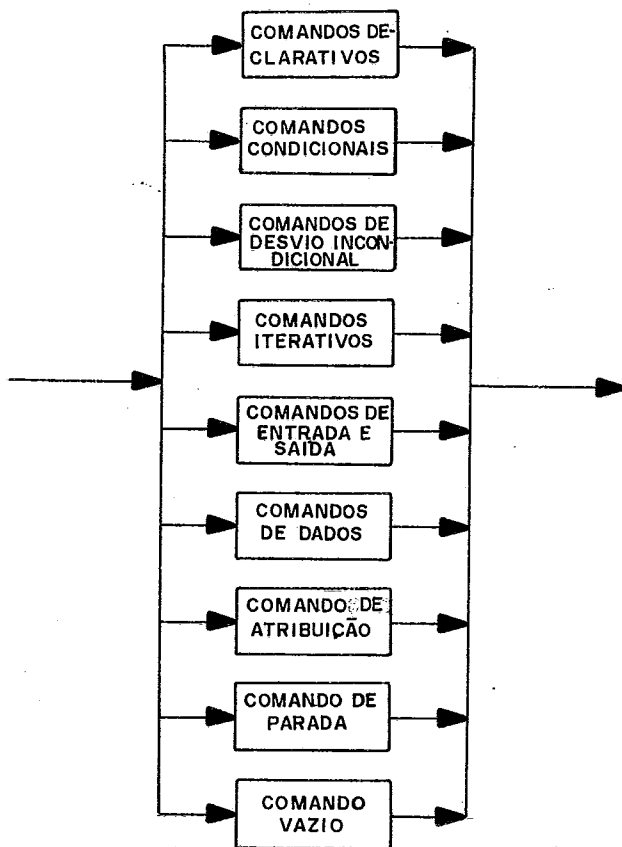 COMANDOS DE-
CLARATIVOS
COMANDOS
CONDICIONAIS
COMANDOS DE
DESVIO INCON-
DICIONAL
COMANDOS
ITERATIVOS
COMANDOS DE
ENTRADA E
SAÍDA
COMANDOS
DE DADOS
COMANDO DE
ATRIBUIÇÃO
COMANDO DE
PARADA
COMANDO
VAZIO